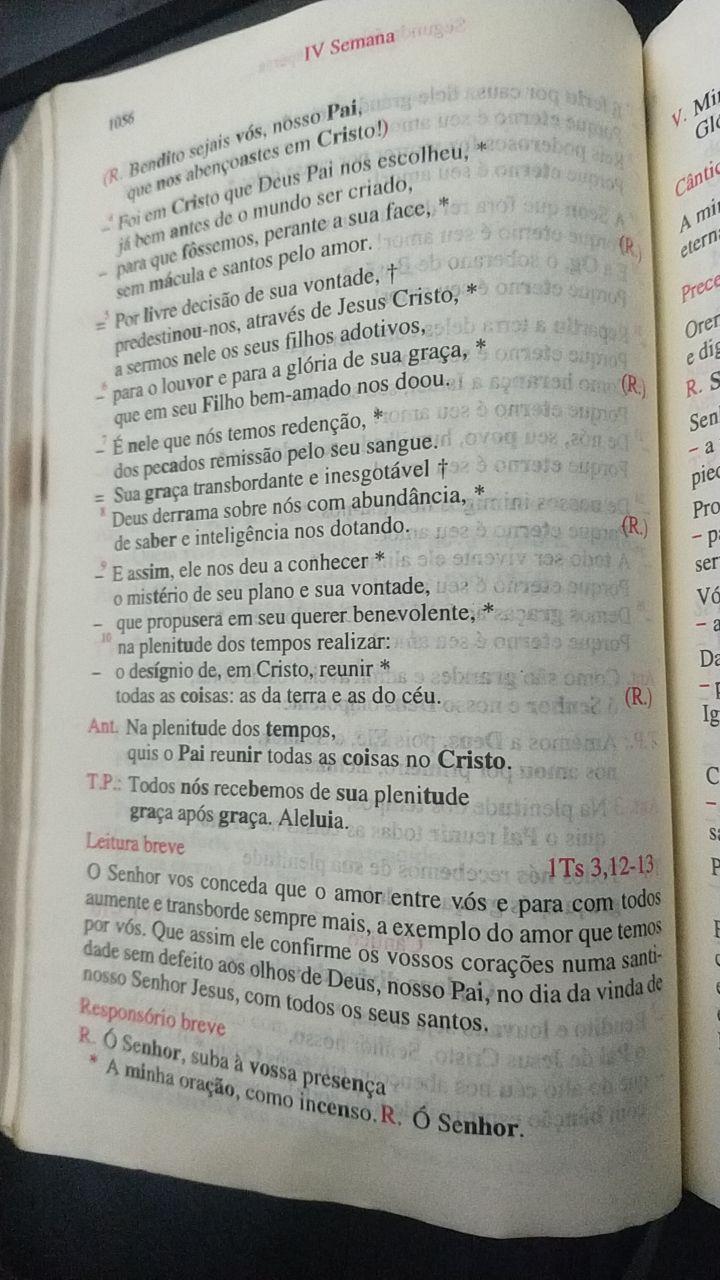 IV Semana
1056
(R. Bendito sejais vós, nosso Pai,
que nos abençoastes em Cristo!)
–⁴ Foi em Cristo que Deus Pai nos escolheu, *
já bem antes de o mundo ser criado,
– para que fôssemos, perante a sua face, *
sem mácula e santos pelo amor. (R.)
=⁵ Por livre decisão de sua vontade, †
predestinou-nos, através de Jesus Cristo, *
a sermos nele os seus filhos adotivos,
–⁶ para o louvor e para a glória de sua graça, *
que em seu Filho bem-amado nos doou. (R.)
–⁷ É nele que nós temos redenção, *
dos pecados remissão pelo seu sangue.
= Sua graça transbordante e inesgotável †
⁸ Deus derrama sobre nós com abundância, *
de saber e inteligência nos dotando. (R.)
–⁹ E assim, ele nos deu a conhecer *
o mistério de seu plano e sua vontade,
– que propusera em seu querer benevolente, *
¹⁰ na plenitude dos tempos realizar:
– o desígnio de, em Cristo, reunir *
todas as coisas: as da terra e as do céu. (R.)
Ant. Na plenitude dos tempos,
quis o Pai reunir todas as coisas no Cristo.
T.P.: Todos nós recebemos de sua plenitude
graça após graça. Aleluia.
Leitura breve 1Ts 3,12-13
O Senhor vos conceda que o amor entre vós e para com todos
aumente e transborde sempre mais, a exemplo do amor que temos
por vós. Que assim ele confirme os vossos corações numa santi-
dade sem defeito aos olhos de Deus, nosso Pai, no dia da vinda de
nosso Senhor Jesus, com todos os seus santos.
Responsório breve
R. Ó Senhor, suba à vossa presença
* A minha oração, como incenso. R. Ó Senhor.
V.
Cântic
A mi
etern
Prece
Oren
e dig
R. S
Sen
– a
pied
Pro
– p
ser
Vó
– a
Da
– p
Ig